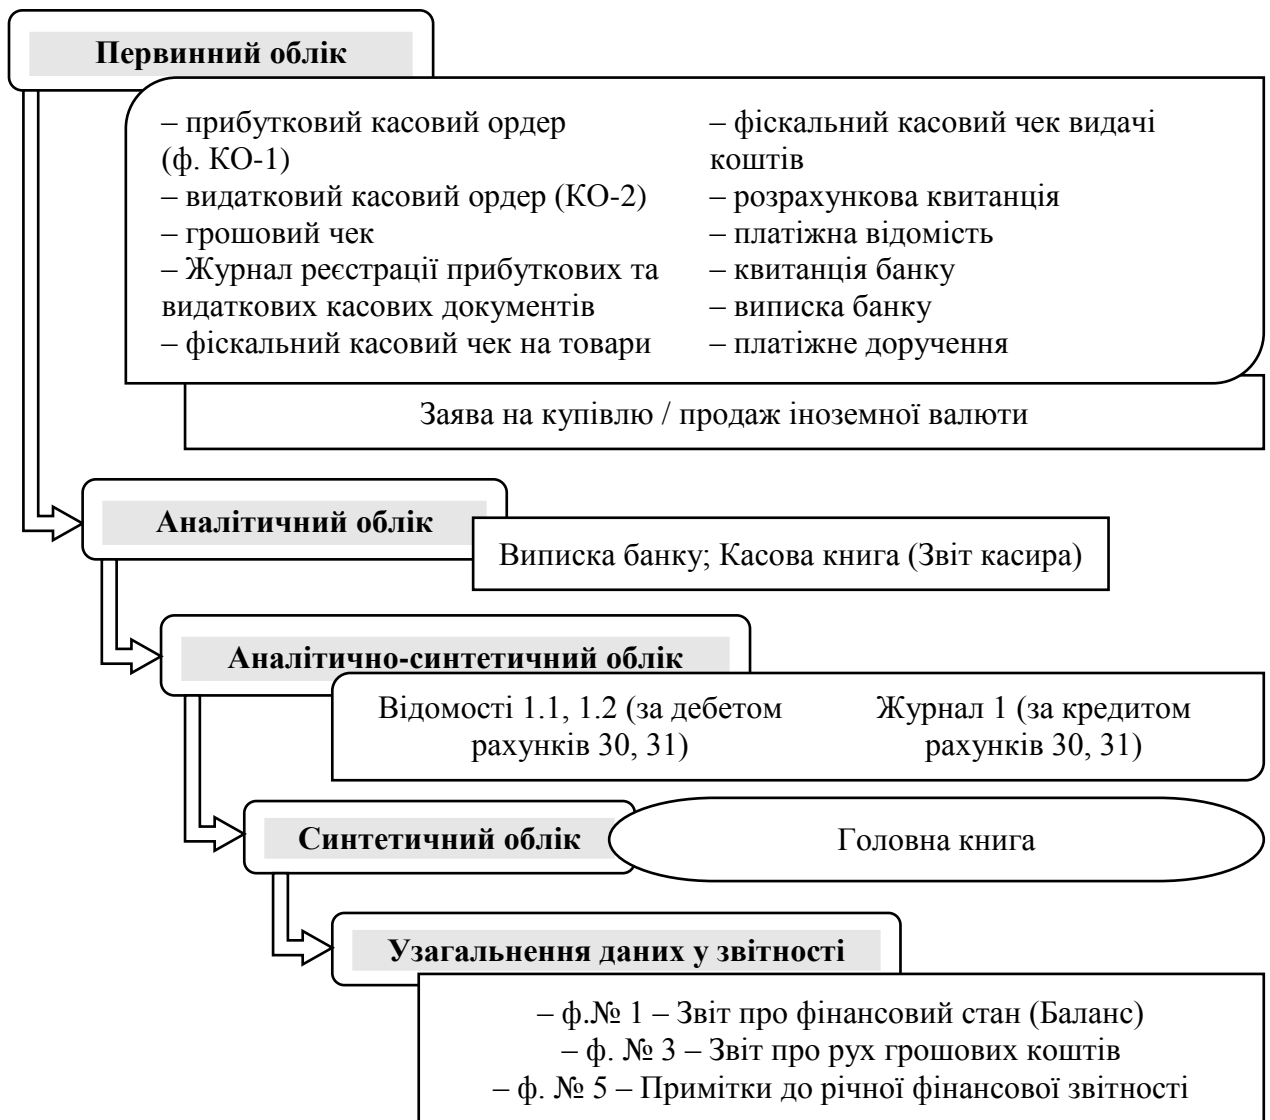 Первинний облік
– прибутковий касовий ордер
(ф. КО-1)
– видатковий касовий ордер (КО-2)
– грошовий чек
– Журнал реєстрації прибуткових та
видаткових касових документів
– фіскальний касовий чек на товари
– фіскальний касовий чек видачі
коштів
– розрахункова квитанція
– платіжна відомість
– квитанція банку
– виписка банку
– платіжне доручення
Заява на купівлю / продаж іноземної валюти
Аналітичний облік
Виписка банку; Касова книга (Звіт касира)
Аналітично-синтетичний облік
Відомості 1.1, 1.2 (за дебетом
рахунків 30, 31)
Журнал 1 (за кредитом
рахунків 30, 31)
Синтетичний облік
Головна книга
Узагальнення даних у звітності
– ф.№ 1 – Звіт про фінансовий стан (Баланс)
– ф. № 3 – Звіт про рух грошових коштів
– ф. № 5 – Примітки до річної фінансової звітності